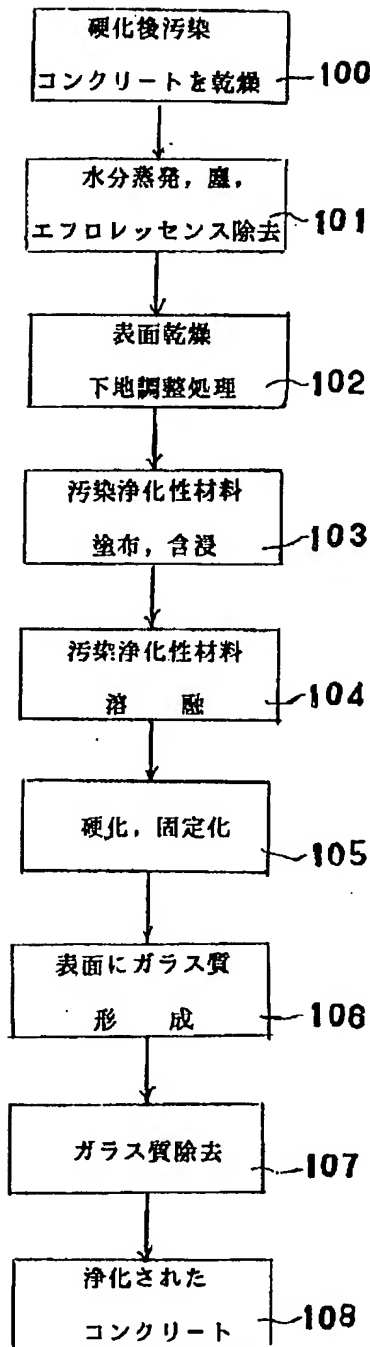 硬化後汚染
コンクリートを乾燥
100
水分蒸発，塵，
エフロレッセンス除去
101
表面乾燥
下地調整処理
102
汚染浄化性材料
塗布，含浸
103
汚染浄化性材料
溶　融
104
硬化，固定化
105
表面にガラス質
形　成
106
ガラス質除去
107
浄化された
コンクリート
108